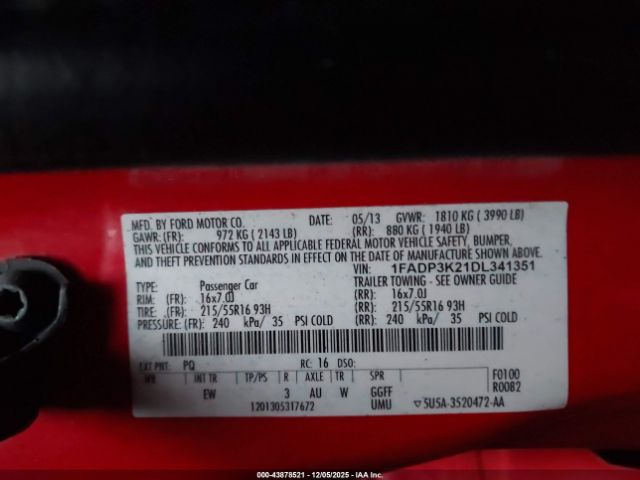 MFD. BY FORD MOTOR CO. DATE: 05/13 GVWR: 1810 KG ( 3990 LB)
GAWR: (FR): 972 KG ( 2143 LB) (RR): 880 KG ( 1940 LB)
THIS VEHICLE CONFORMS TO ALL APPLICABLE FEDERAL MOTOR VEHICLE SAFETY, BUMPER,
AND THEFT PREVENTION STANDARDS IN EFFECT ON THE DATE OF MANUFACTURE SHOWN ABOVE.
VIN: 1FADP3K21DL341351
TYPE: Passenger Car TRAILER TOWING - SEE OWNER GUIDE
RIM: (FR): 16x7.0J (RR): 16x7.0J
TIRE: (FR): 215/55R16 93H (RR): 215/55R16 93H
PRESSURE: (FR): 240 kPa/ 35 PSI COLD (RR): 240 kPa/ 35 PSI COLD
EXT PNT: PQ RC: 16 DSO: F0100
WB INT TR TP/PS R AXLE TR SPR R0082
EW 3 AU W GGFF
1201305317672 UMU 5U5A-3520472-AA
000-43878521 - 12/05/2025 - IAAI.CA